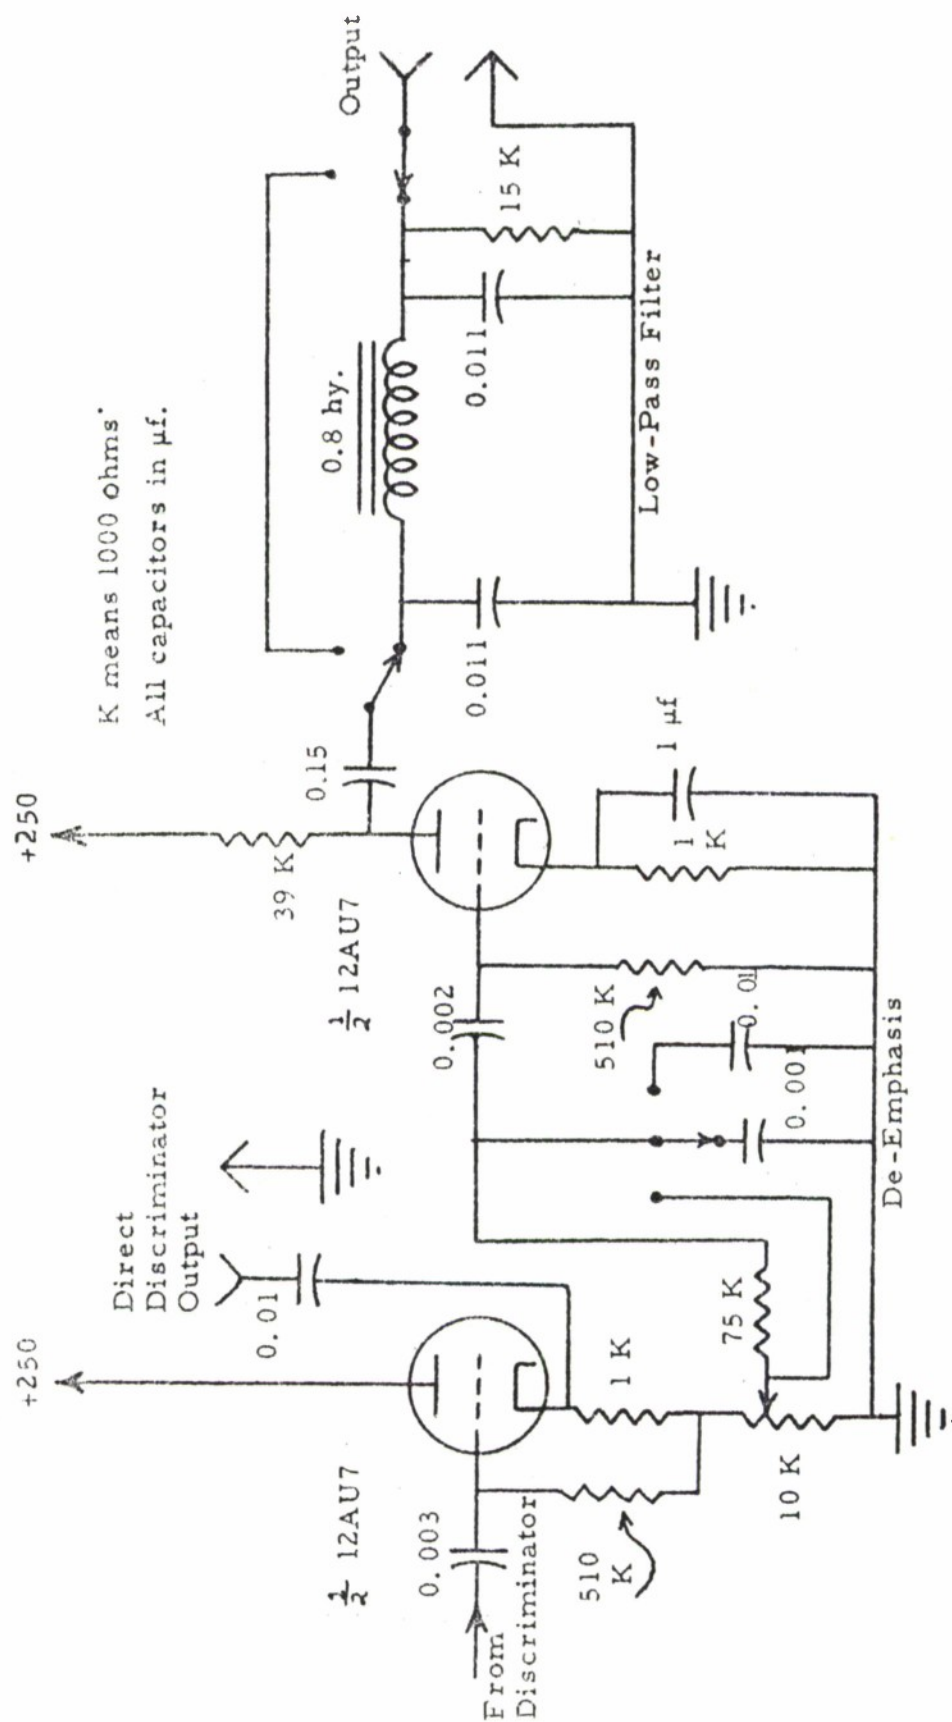 K means 1000 ohms
All capacitors in µf.
+250
+250
Direct
Discriminator
Output
0.01
½ 12AU7
½ 12AU7
39 K
0.15
0.8 hy.
Output
From
Discriminator
0.003
510
K
1 K
10 K
75 K
0.002
510 K
0.01
0.001
1
K
1 µf
0.011
0.011
15 K
De-Emphasis
Low-Pass Filter